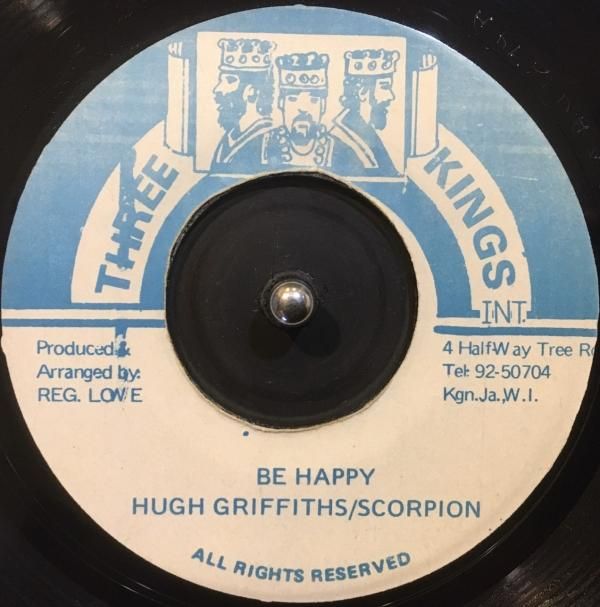 THREE KINGS
INT.
Produced &
Arranged by:
REG. LOWE
4 Half-Way Tree
Tel: 92-50704
Kgn.Ja.,W.I.
BE HAPPY
HUGH GRIFFITHS/SCORPION
ALL RIGHTS RESERVED